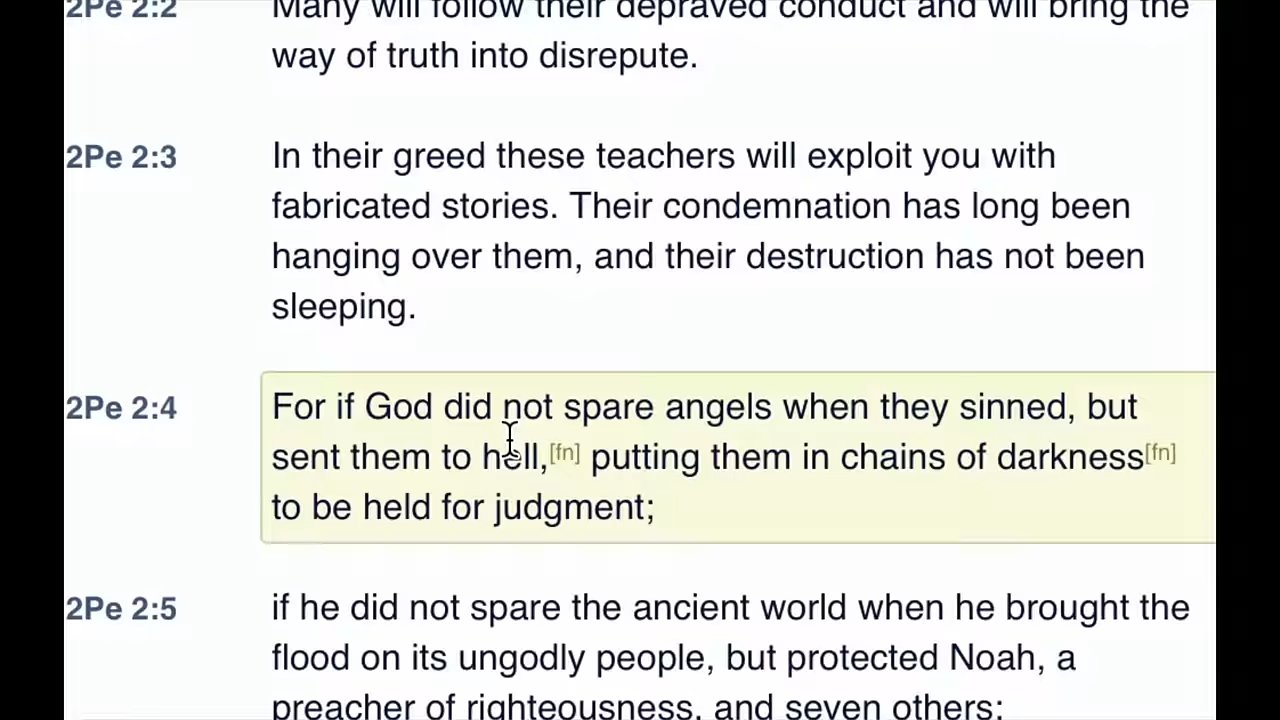 2Pe 2:2 Many will follow their depraved conduct and will bring the
way of truth into disrepute.
2Pe 2:3 In their greed these teachers will exploit you with
fabricated stories. Their condemnation has long been
hanging over them, and their destruction has not been
sleeping.
2Pe 2:4 For if God did not spare angels when they sinned, but
sent them to hell,[fn] putting them in chains of darkness[fn]
to be held for judgment;
2Pe 2:5 if he did not spare the ancient world when he brought the
flood on its ungodly people, but protected Noah, a
preacher of righteousness, and seven others;